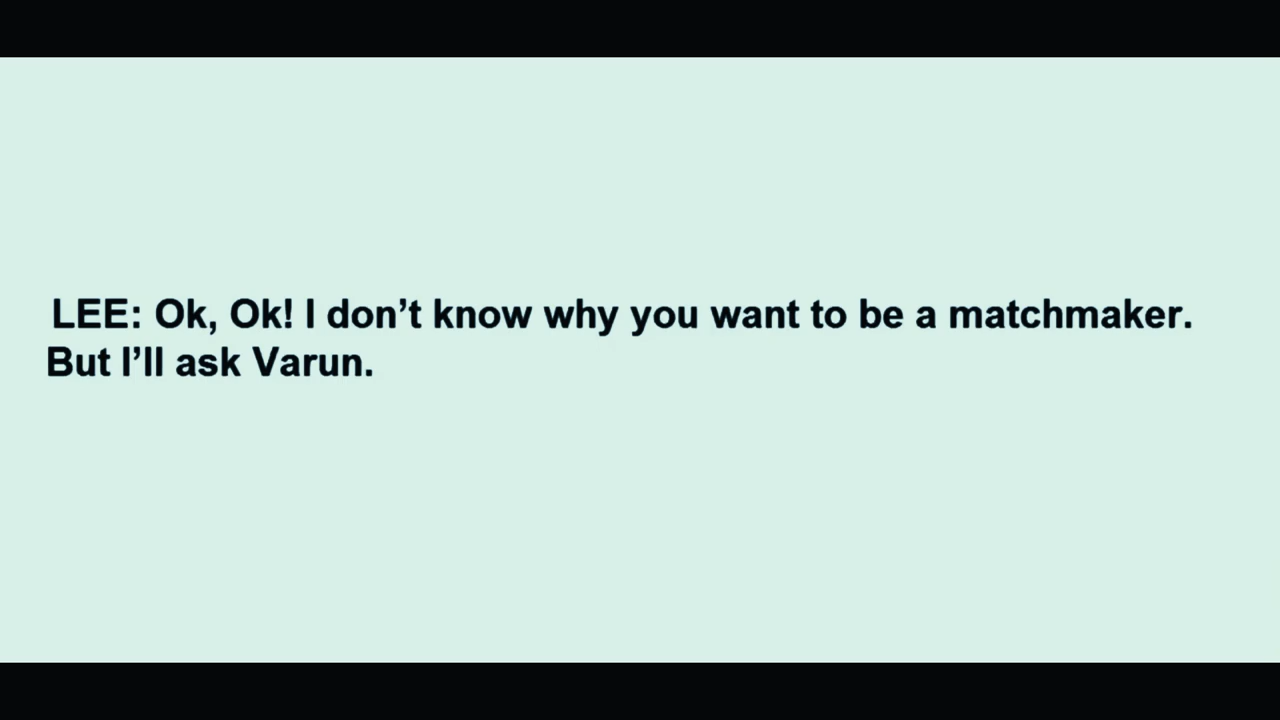 LEE: Ok, Ok! I don’t know why you want to be a matchmaker.
But I’ll ask Varun.